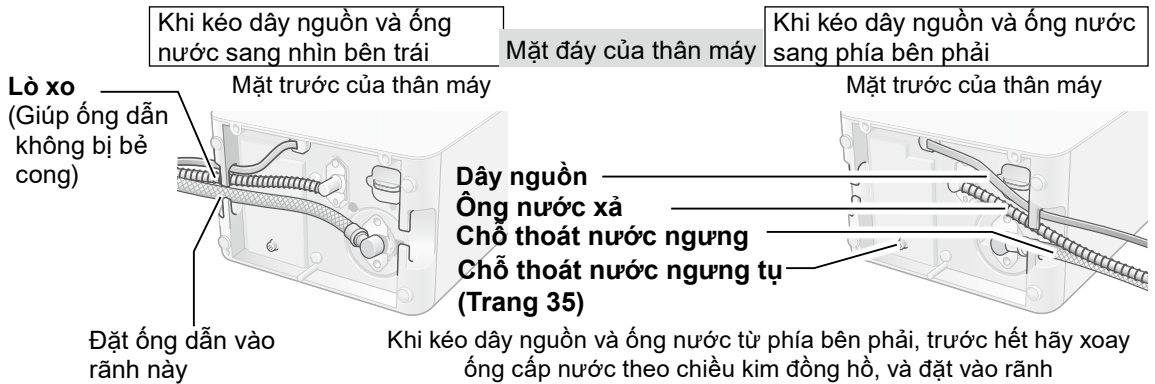 Khi kéo dây nguồn và ống
nước sang nhìn bên trái
Mặt đáy của thân máy
Khi kéo dây nguồn và ống nước
sang phía bên phải
Mặt trước của thân máy
Mặt trước của thân máy
Lò xo
(Giúp ống dẫn
không bị bẻ
cong)
Dây nguồn
Ông nước xả
Chỗ thoát nước ngưng
Chỗ thoát nước ngưng tụ
(Trang 35)
Đặt ống dẫn vào
rãnh này
Khi kéo dây nguồn và ống nước từ phía bên phải, trước hết hãy xoay
ống cấp nước theo chiều kim đồng hồ, và đặt vào rãnh